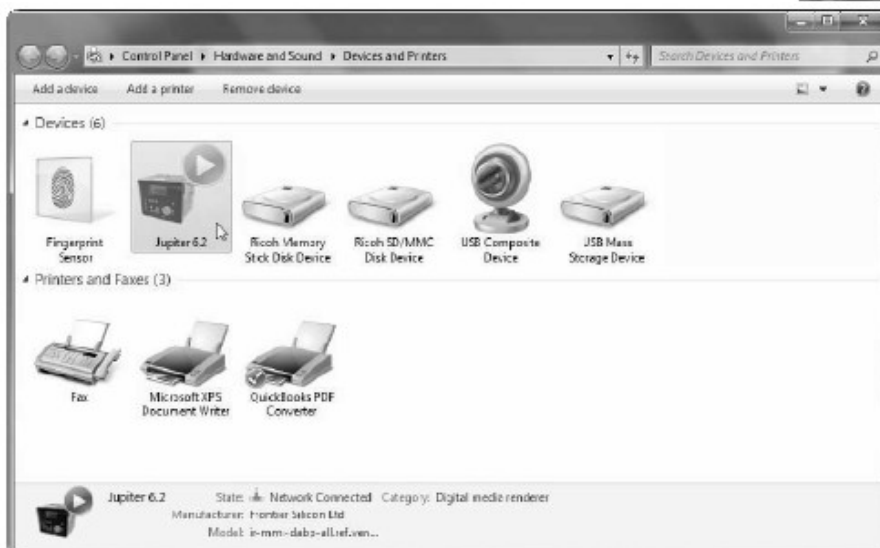 Control Panel ▸ Hardware and Sound ▸ Devices and Printers
Search Devices and Printers
Add a device Add a printer Remove device
Devices (6)
Fingerprint Sensor
Jupiter 6.2
Ricoh Memory Stick Disk Device
Ricoh SD/MMC Disk Device
USB Composite Device
USB Mass Storage Device
Printers and Faxes (3)
Fax
Microsoft XPS Document Writer
QuickBooks PDF Converter
Jupiter 6.2 State: Network Connected Category: Digital media renderer
Manufacturer: Frontier Silicon Ltd
Model: